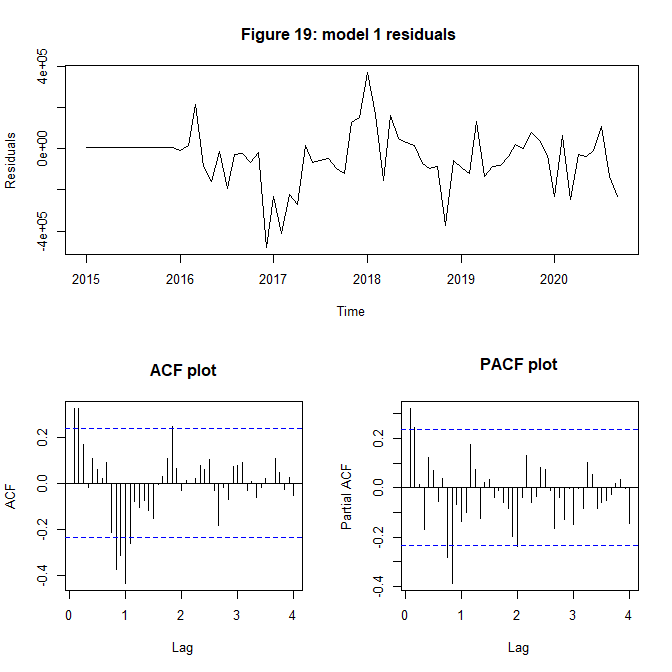 Figure 19: model 1 residuals
Residuals
4e+05
0e+00
-4e+05
2015 2016 2017 2018 2019 2020
Time
ACF plot
ACF
0.2
0.0
-0.2
-0.4
0 1 2 3 4
Lag
PACF plot
Partial ACF
0.2
0.0
-0.2
-0.4
0 1 2 3 4
Lag